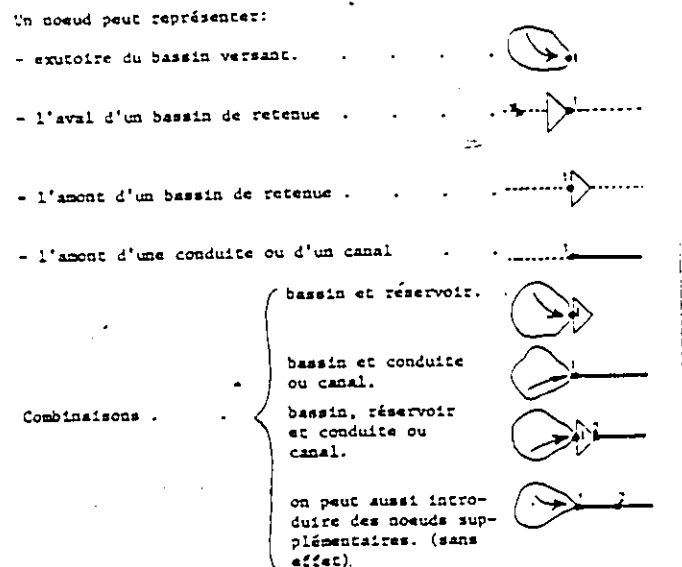 Un noeud peut représenter:
- exutoire du bassin versant. . . . .
- l'aval d'un bassin de retenue . . . .
- l'amont d'un bassin de retenue . . . .
- l'amont d'une conduite ou d'un canal . .
bassin et réservoir.
bassin et conduite
ou canal.
Combinaisons . .
bassin, réservoir
et conduite ou
canal.
on peut aussi intro-
duire des noeuds sup-
plémentaires. (sans
effet).